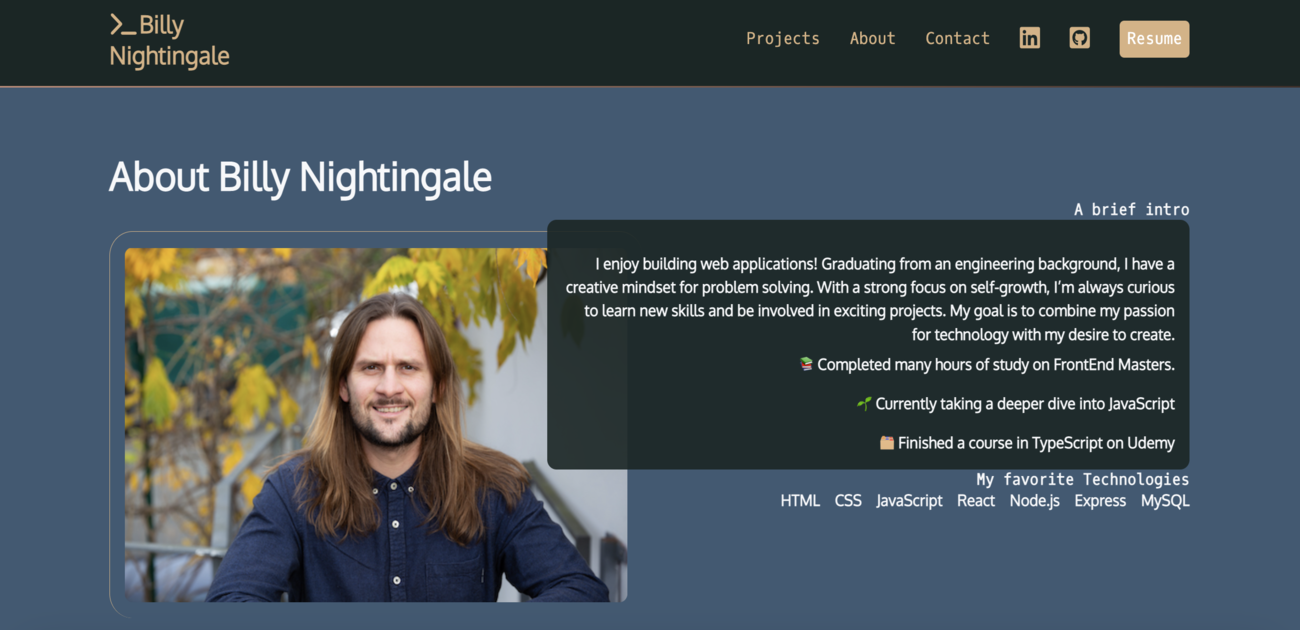 Billy
Nightingale
Projects About Contact in Resume
About Billy Nightingale
A brief intro
I enjoy building web applications! Graduating from an engineering background, I have a
creative mindset for problem solving. With a strong focus on self-growth, I'm always curious
to learn new skills and be involved in exciting projects. My goal is to combine my passion
for technology with my desire to create.
📚 Completed many hours of study on FrontEnd Masters.
🌱 Currently taking a deeper dive into JavaScript
🗂️ Finished a course in TypeScript on Udemy
My favorite Technologies
HTML CSS JavaScript React Node.js Express MySQL